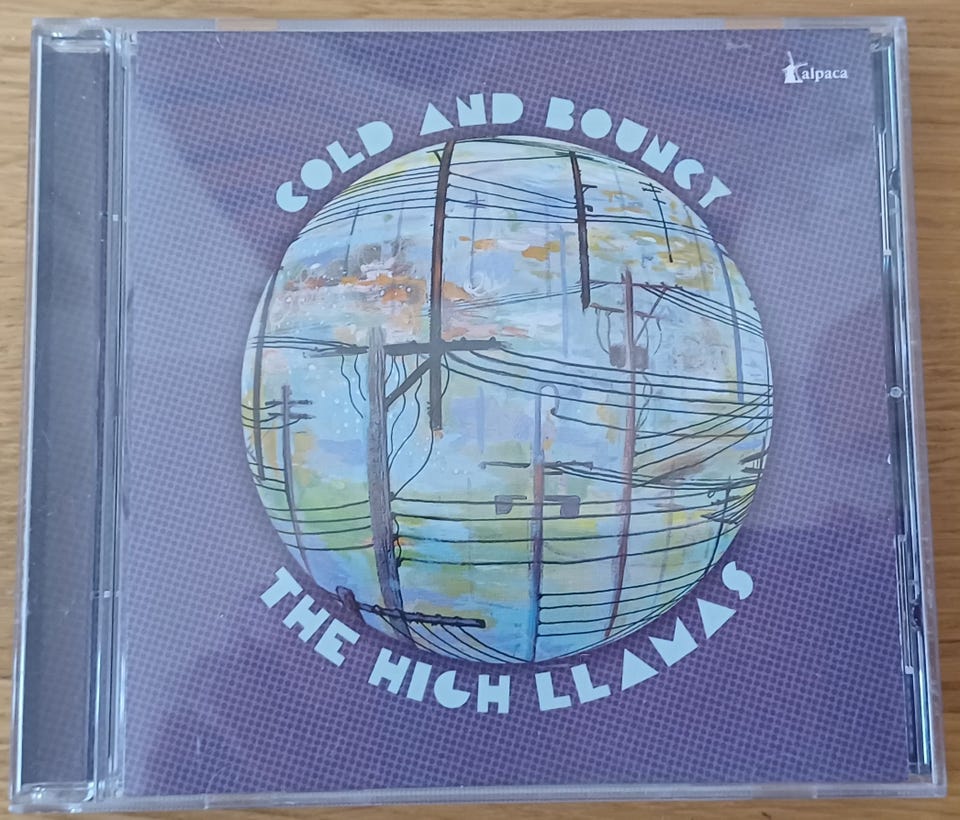 alpaca
COLD AND BOUNCY
THE HIGH LLAMAS